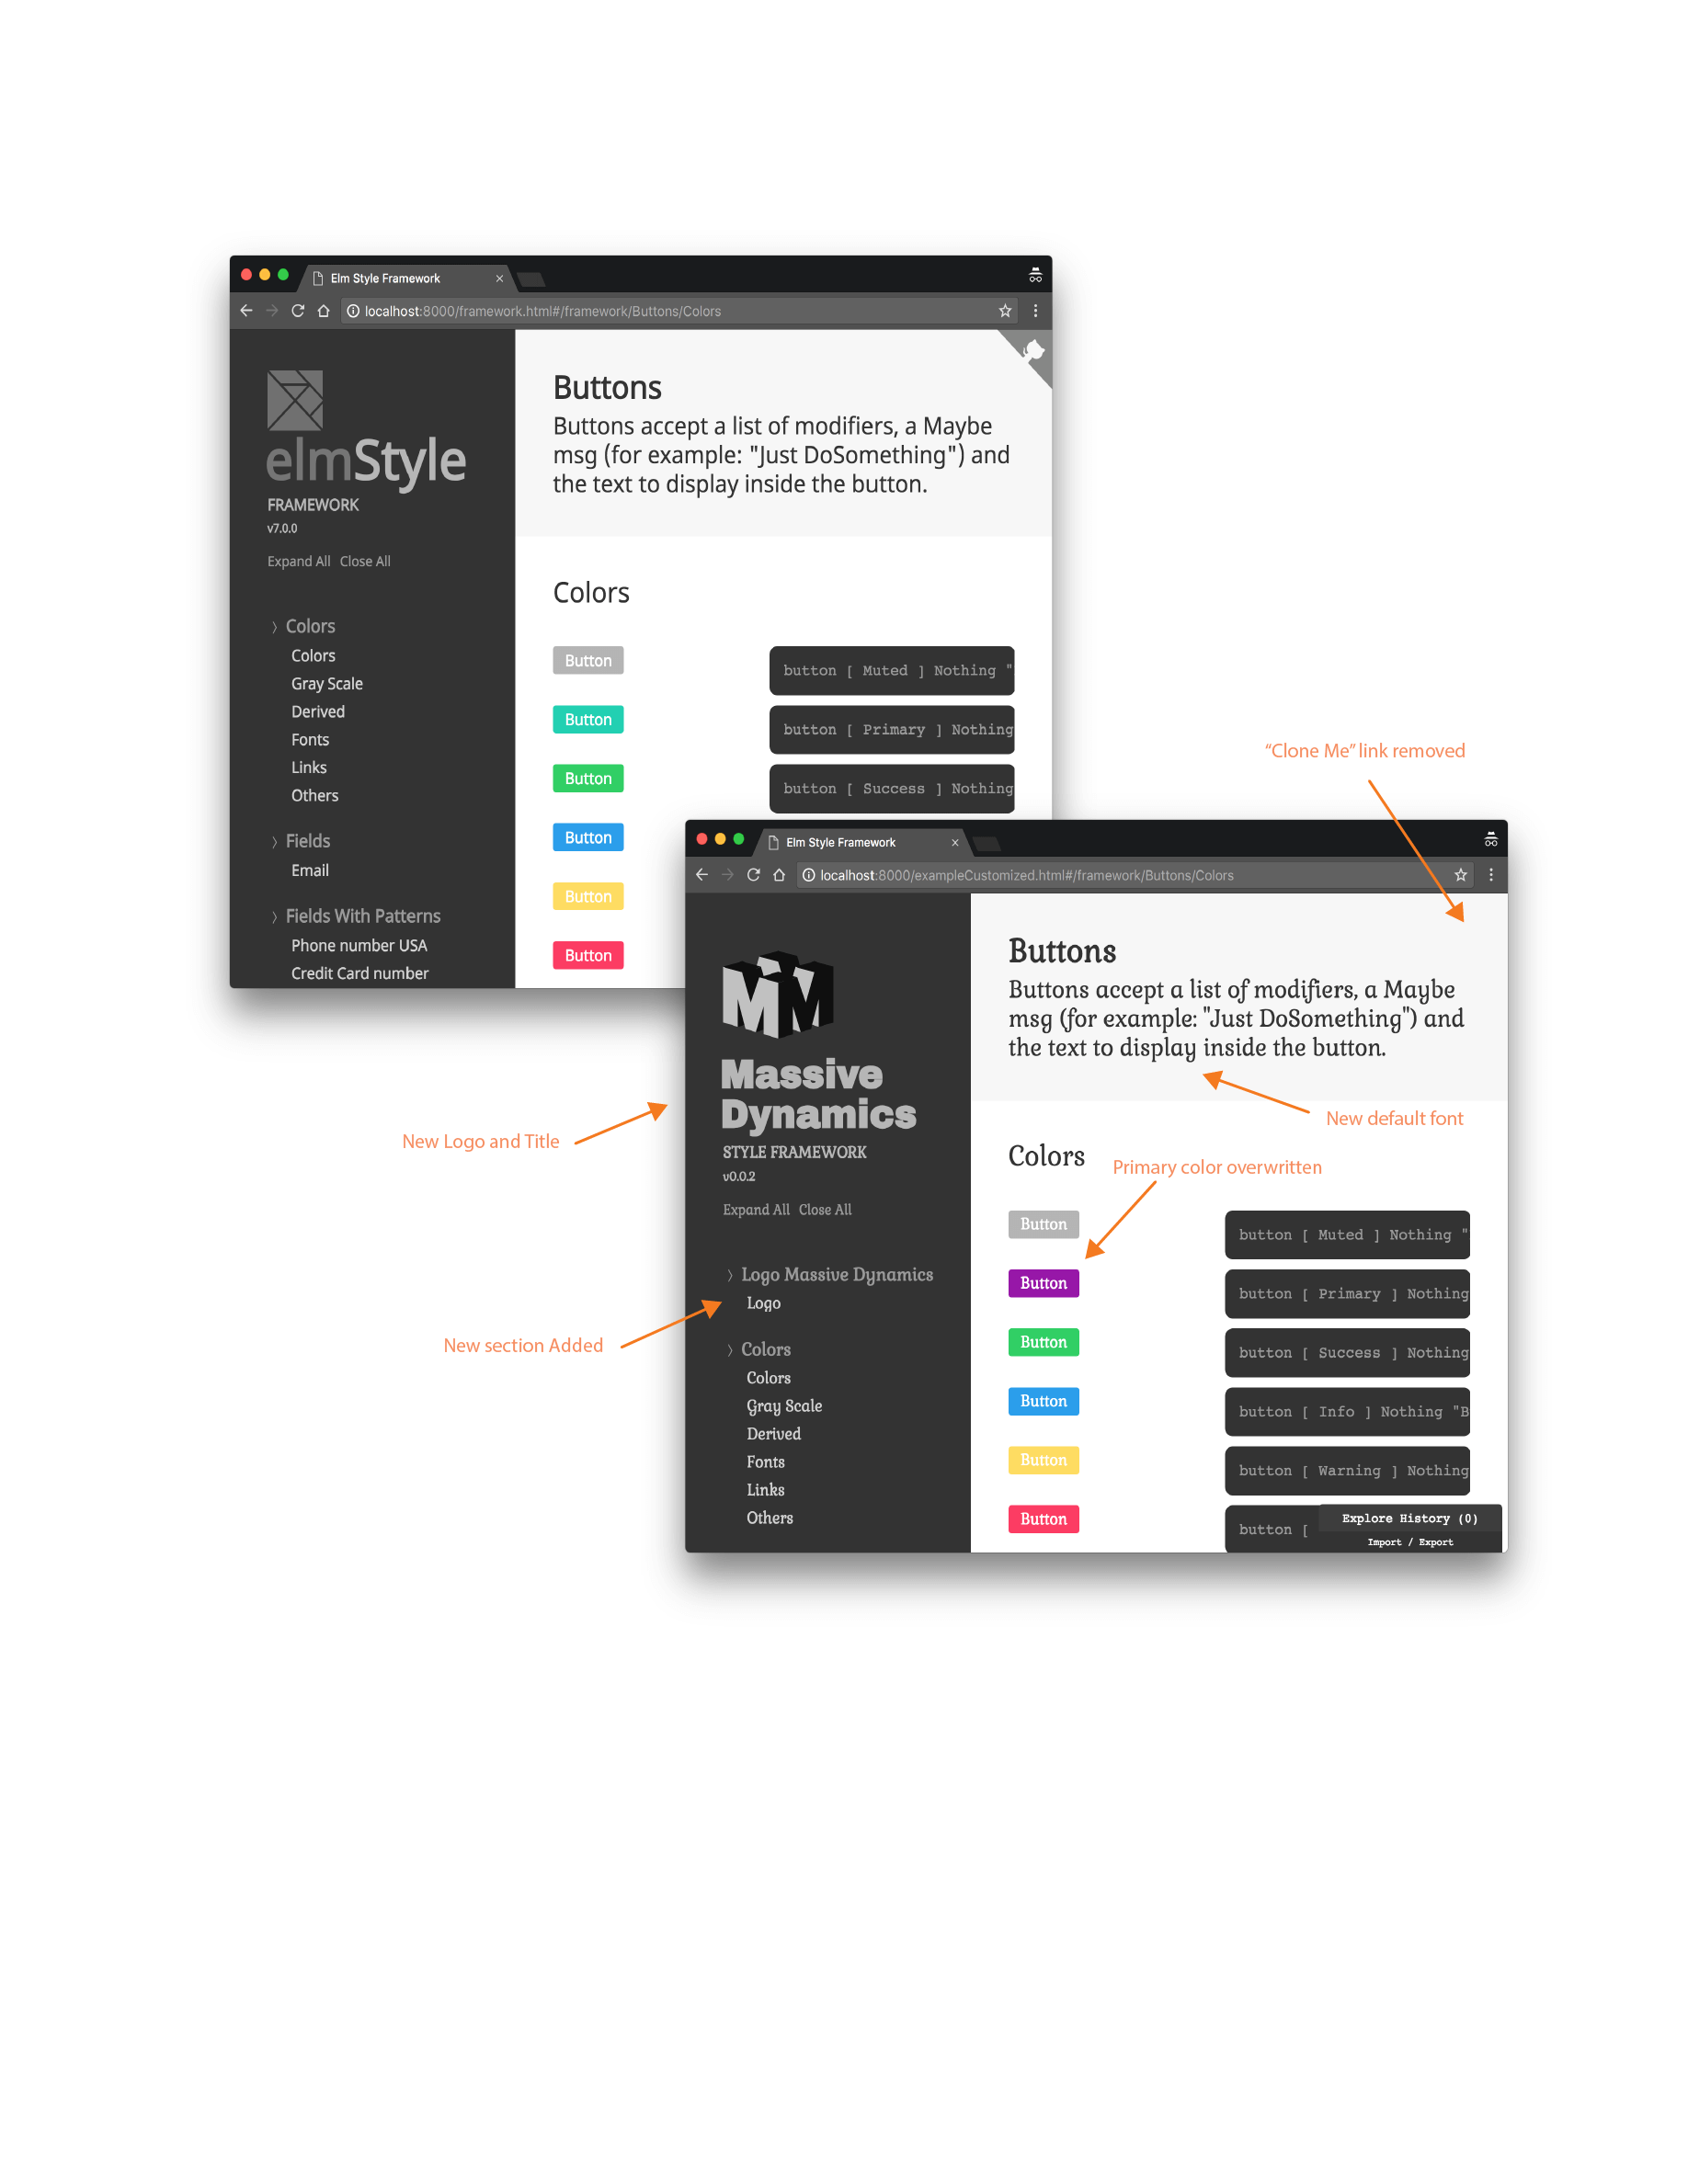 Elm Style Framework
localhost:8000/framework.html#/framework/Buttons/Colors
elmStyle
FRAMEWORK
v7.0.0
Expand All Close All
〉 Colors
Colors
Gray Scale
Derived
Fonts
Links
Others
〉 Fields
Email
〉 Fields With Patterns
Phone number USA
Credit Card number
Buttons
Buttons accept a list of modifiers, a Maybe
msg (for example: "Just DoSomething") and
the text to display inside the button.
Colors
Button
button [ Muted ] Nothing "
Button
button [ Primary ] Nothing
Button
button [ Success ] Nothing
Button
Button
Button
“Clone Me” link removed
New Logo and Title
New section Added
Elm Style Framework
localhost:8000/exampleCustomized.html#/framework/Buttons/Colors
MM
Massive
Dynamics
STYLE FRAMEWORK
v0.0.2
Expand All Close All
〉 Logo Massive Dynamics
Logo
〉 Colors
Colors
Gray Scale
Derived
Fonts
Links
Others
Buttons
Buttons accept a list of modifiers, a Maybe
msg (for example: "Just DoSomething") and
the text to display inside the button.
New default font
Colors
Primary color overwritten
Button
button [ Muted ] Nothing "
Button
button [ Primary ] Nothing
Button
button [ Success ] Nothing
Button
button [ Info ] Nothing "B
Button
button [ Warning ] Nothing
Button
button [
Explore History (0)
Import / Export